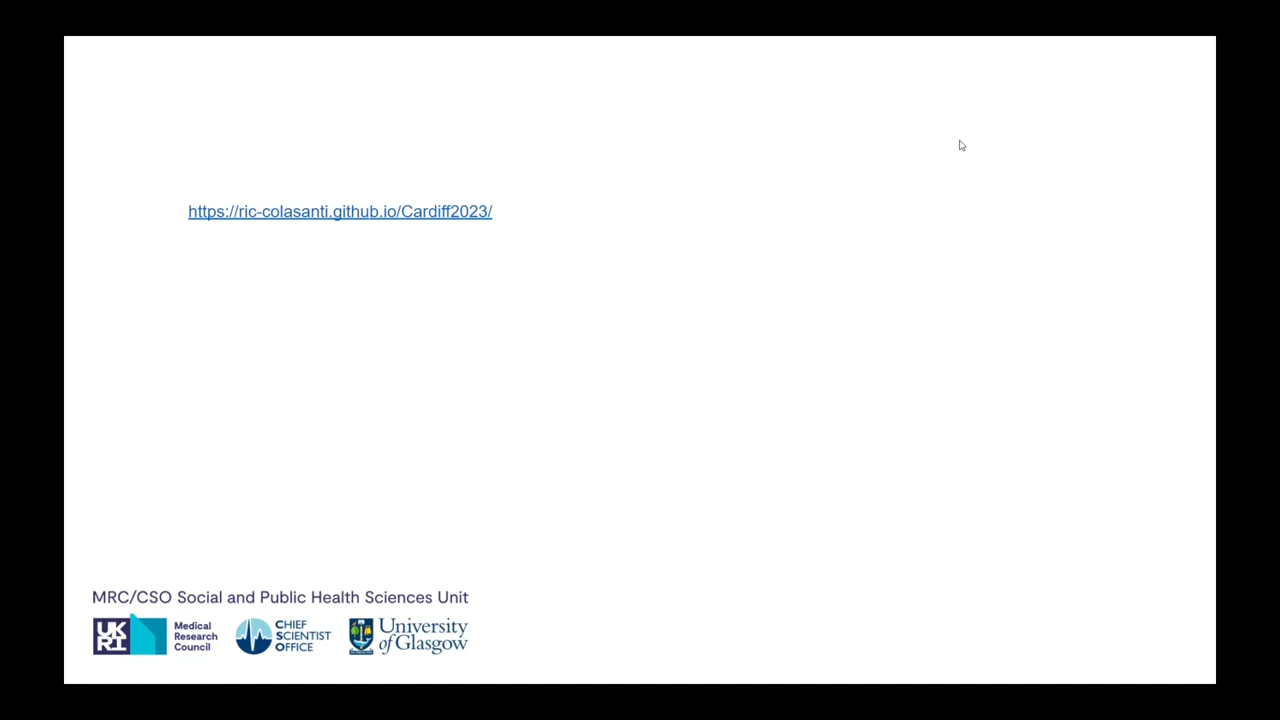 https://ric-colasanti.github.io/Cardiff2023/
MRC/CSO Social and Public Health Sciences Unit
UK
RI
Medical
Research
Council
CHIEF
SCIENTIST
OFFICE
University
of Glasgow